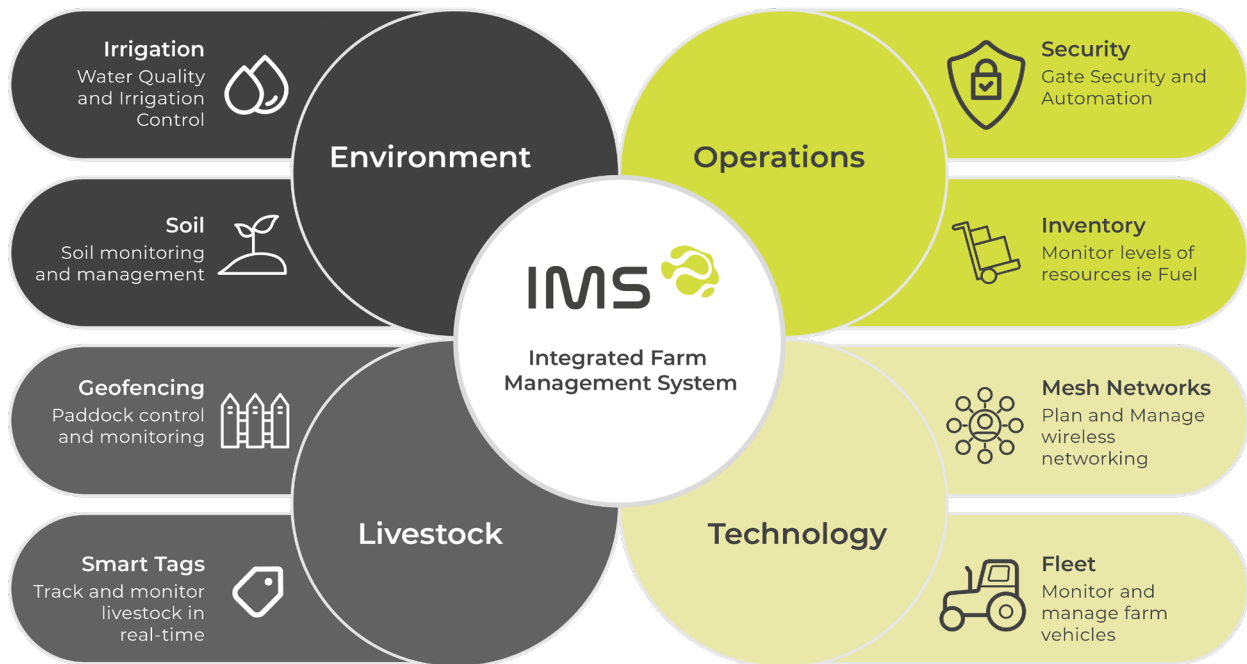 Irrigation
Water Quality
and Irrigation
Control
Environment
Soil
Soil monitoring
and management
Operations
Security
Gate Security and
Automation
Inventory
Monitor levels of
resources ie Fuel
IMS
Integrated Farm
Management System
Geofencing
Paddock control
and monitoring
Livestock
Smart Tags
Track and monitor
livestock in
real-time
Technology
Mesh Networks
Plan and Manage
wireless
networking
Fleet
Monitor and
manage farm
vehicles